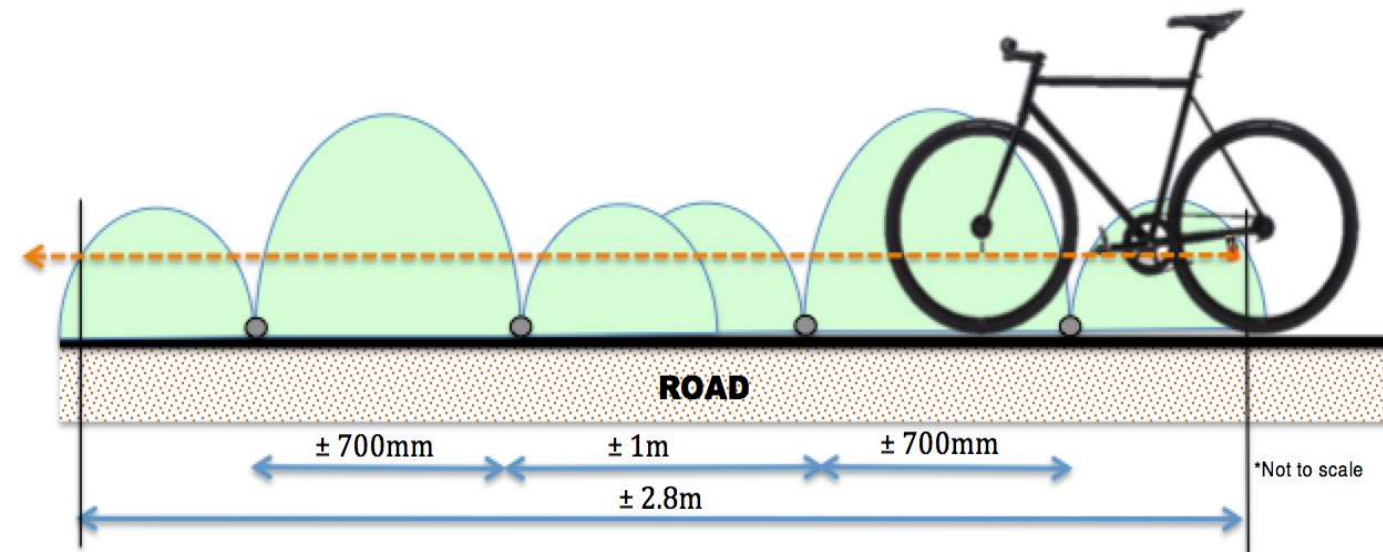 ROAD
± 700mm
± 1m
± 700mm
*Not to scale
± 2.8m